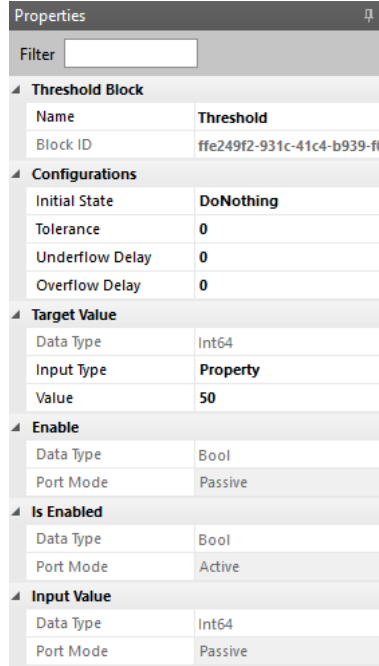 Properties
Filter
Threshold Block
Name Threshold
Block ID ffe249f2-931c-41c4-b939-f
Configurations
Initial State DoNothing
Tolerance 0
Underflow Delay 0
Overflow Delay 0
Target Value
Data Type Int64
Input Type Property
Value 50
Enable
Data Type Bool
Port Mode Passive
Is Enabled
Data Type Bool
Port Mode Active
Input Value
Data Type Int64
Port Mode Passive